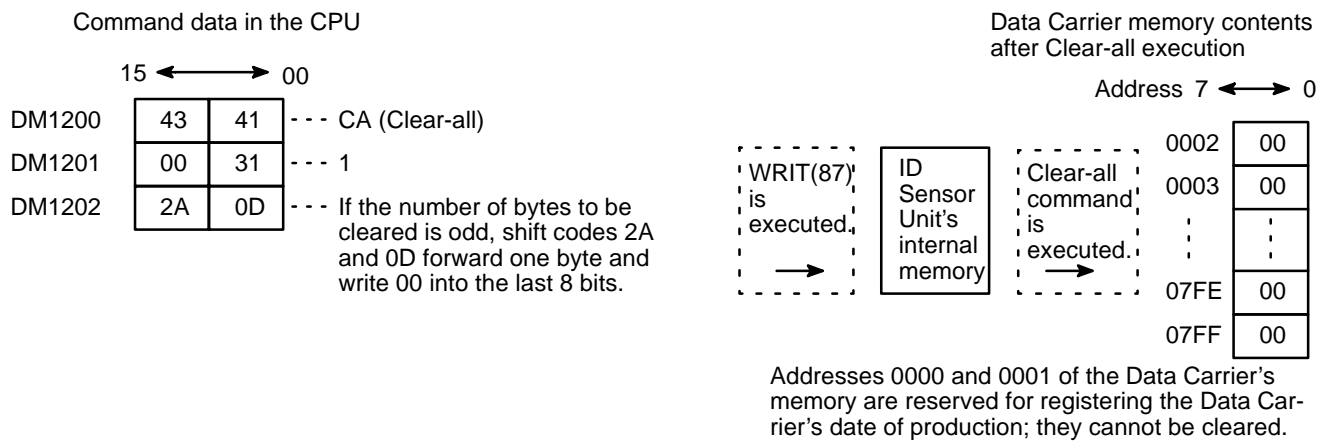 Command data in the CPU
15 00
DM1200 43 41 CA (Clear-all)
DM1201 00 31 1
DM1202 2A 0D If the number of bytes to be
cleared is odd, shift codes 2A
and 0D forward one byte and
write 00 into the last 8 bits.
WRIT(87)
is
executed.
ID
Sensor
Unit's
internal
memory
Clear-all
command
is
executed.
Data Carrier memory contents
after Clear-all execution
Address 7 0
0002 00
0003 00
07FE 00
07FF 00
Addresses 0000 and 0001 of the Data Carrier's
memory are reserved for registering the Data Car-
rier's date of production; they cannot be cleared.